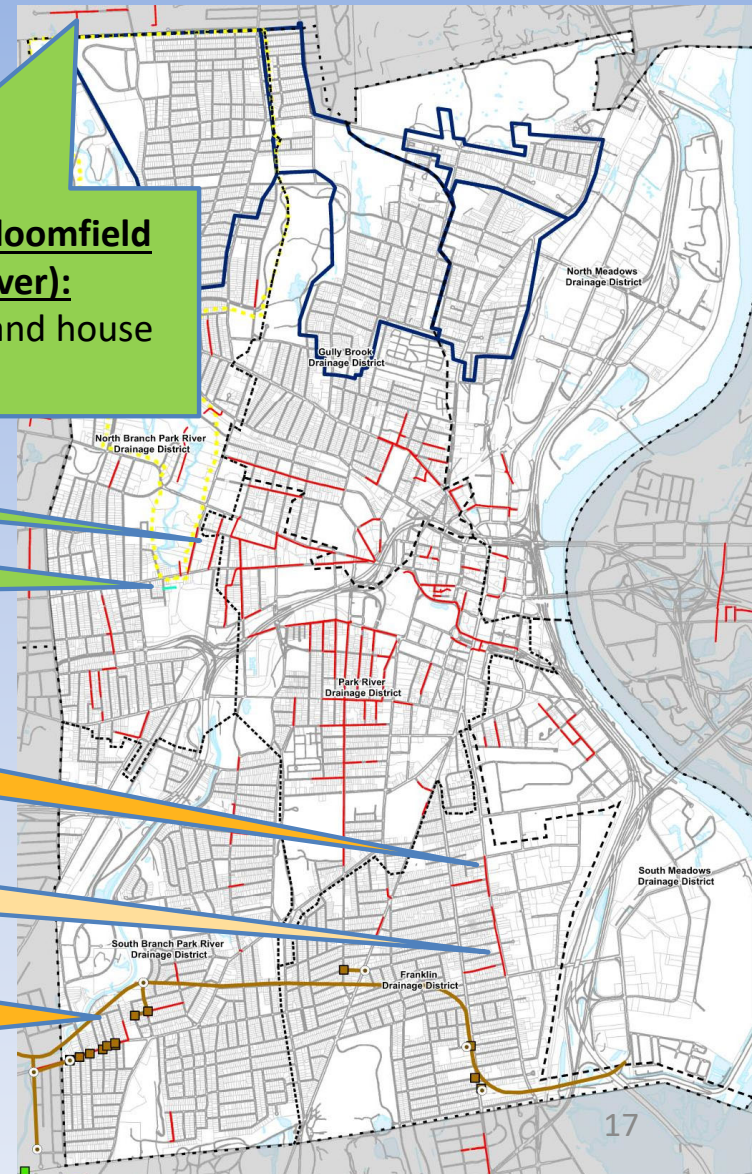 loomfield
ver):
and house
North Meadows
Drainage District
Gully Brook
Drainage District
North Branch Park River
Drainage District
Park River
Drainage District
South Meadows
Drainage District
South Branch Park River
Drainage District
Franklin
Drainage District
17